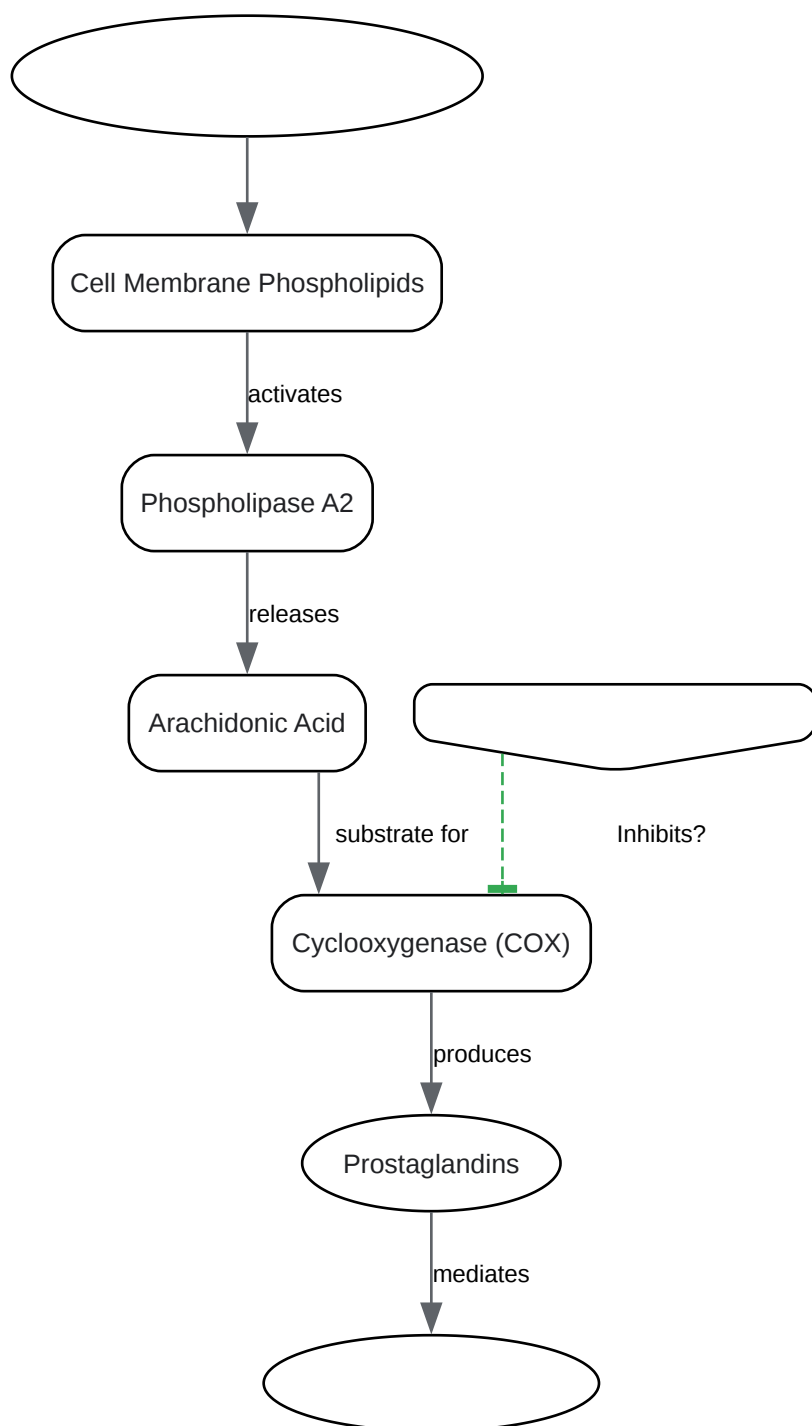 Cell Membrane Phospholipids
activates
Phospholipase A2
releases
Arachidonic Acid
substrate for
Inhibits?
Cyclooxygenase (COX)
produces
Prostaglandins
mediates